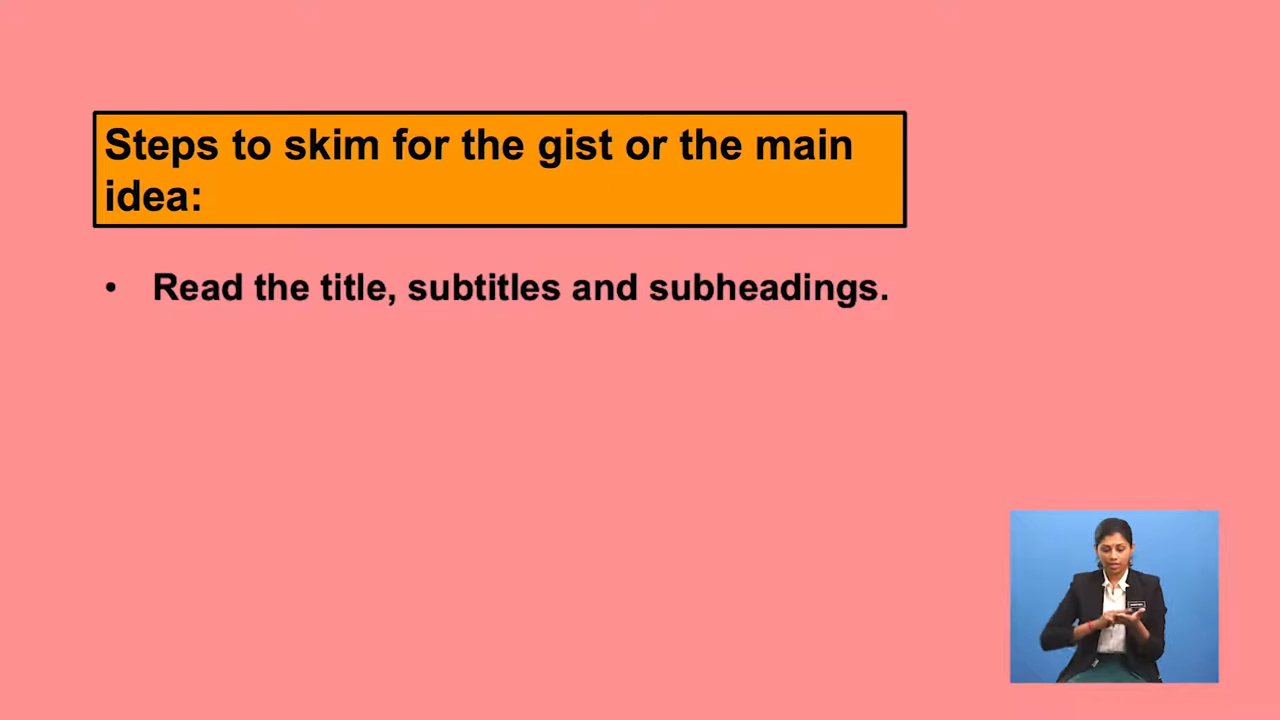 Steps to skim for the gist or the main
idea:
• Read the title, subtitles and subheadings.